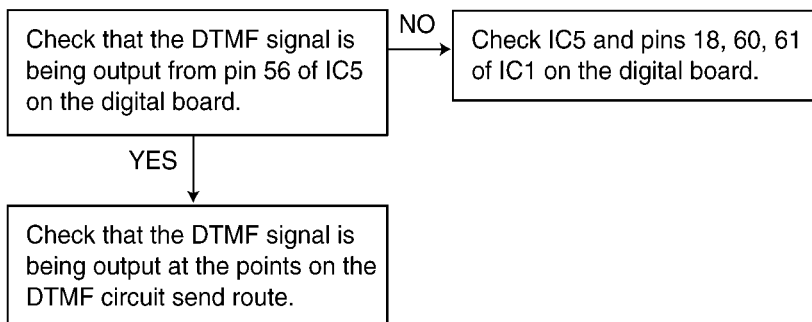 Check that the DTMF signal is
being output from pin 56 of IC5
on the digital board.
NO
Check IC5 and pins 18, 60, 61
of IC1 on the digital board.
YES
Check that the DTMF signal is
being output at the points on the
DTMF circuit send route.